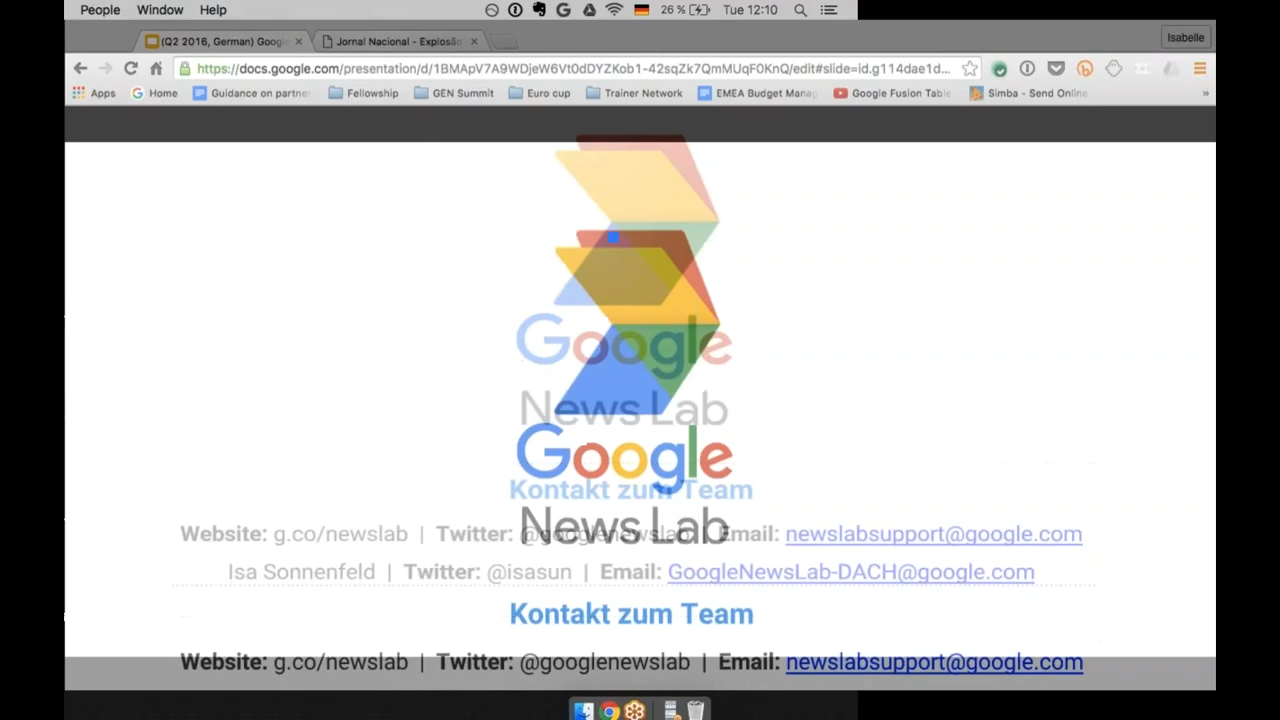 People Window Help 26 % Tue 12:10
Isabelle
(Q2 2016, German) Googl Jornal Nacional - Explosão
https://docs.google.com/presentation/d/1BMApV7A9WDjeW6Vt0dDYZKob1-42sqZk7QmMUqF0KnQ/edit#slide=id.g114dae1d...
Apps Home Guidance on partne Fellowship GEN Summit Euro cup Trainer Network EMEA Budget Mana Google Fusion Table Simba - Send Online »
Google
News Lab
Google
Kontakt zum Team
News Lab
Website: g.co/newslab | Twitter: @googlenewslab | Email: newslabsupport@google.com
Isa Sonnenfeld | Twitter: @isasun | Email: GoogleNewsLab-DACH@google.com
Kontakt zum Team
Website: g.co/newslab | Twitter: @googlenewslab | Email: newslabsupport@google.com